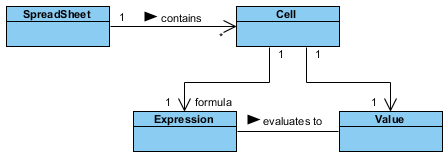 SpreadSheet
1
contains
*
Cell
1
1
1
formula
1
Expression
evaluates to
Value